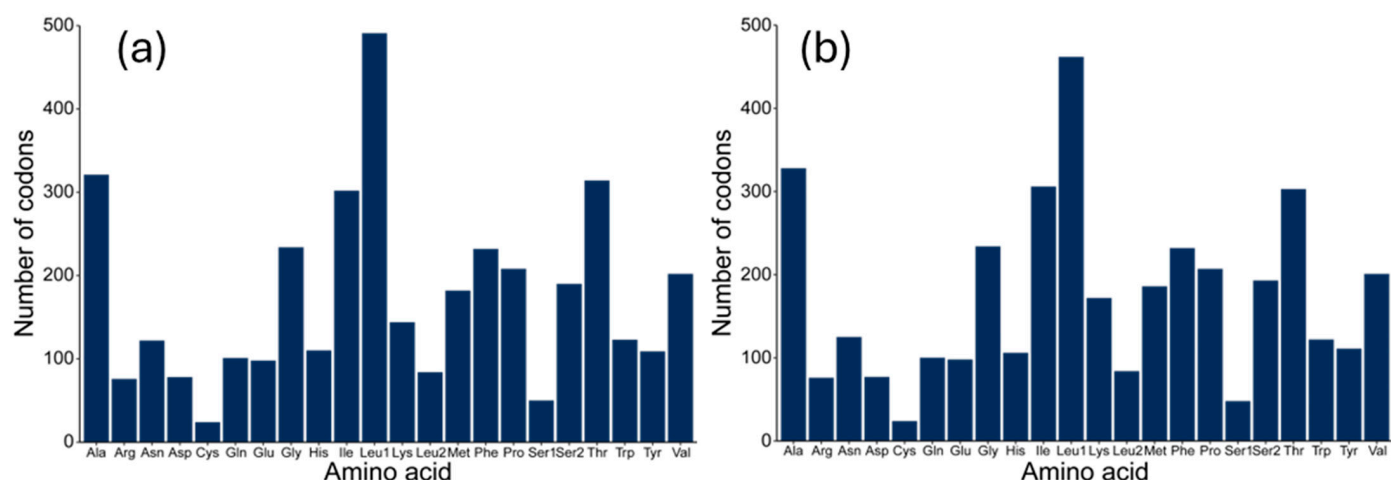 (a)
Number of codons
500
400
300
200
100
0
Ala Arg Asn Asp Cys Gln Glu Gly His Ile Leu1 Lys Leu2 Met Phe Pro Ser1 Ser2 Thr Trp Tyr Val
Amino acid
(b)
Number of codons
500
400
300
200
100
0
Ala Arg Asn Asp Cys Gln Glu Gly His Ile Leu1 Lys Leu2 Met Phe Pro Ser1 Ser2 Thr Trp Tyr Val
Amino acid